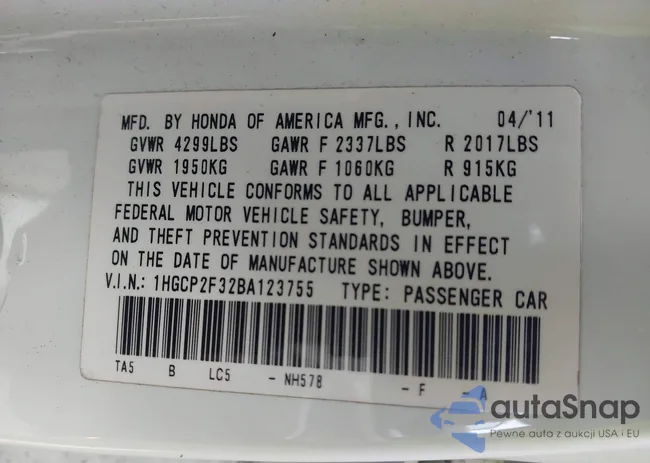 MFD. BY HONDA OF AMERICA MFG., INC. 04/'11
GVWR 4299LBS GAWR F 2337LBS R 2017LBS
GVWR 1950KG GAWR F 1060KG R 915KG
THIS VEHICLE CONFORMS TO ALL APPLICABLE
FEDERAL MOTOR VEHICLE SAFETY, BUMPER,
AND THEFT PREVENTION STANDARDS IN EFFECT
ON THE DATE OF MANUFACTURE SHOWN ABOVE.
V.I.N.: 1HGCP2F32BA123755 TYPE: PASSENGER CAR
TA5 B LC5 - NH578 - F - A
autaSnap
Pewne auta z aukcji USA i EU